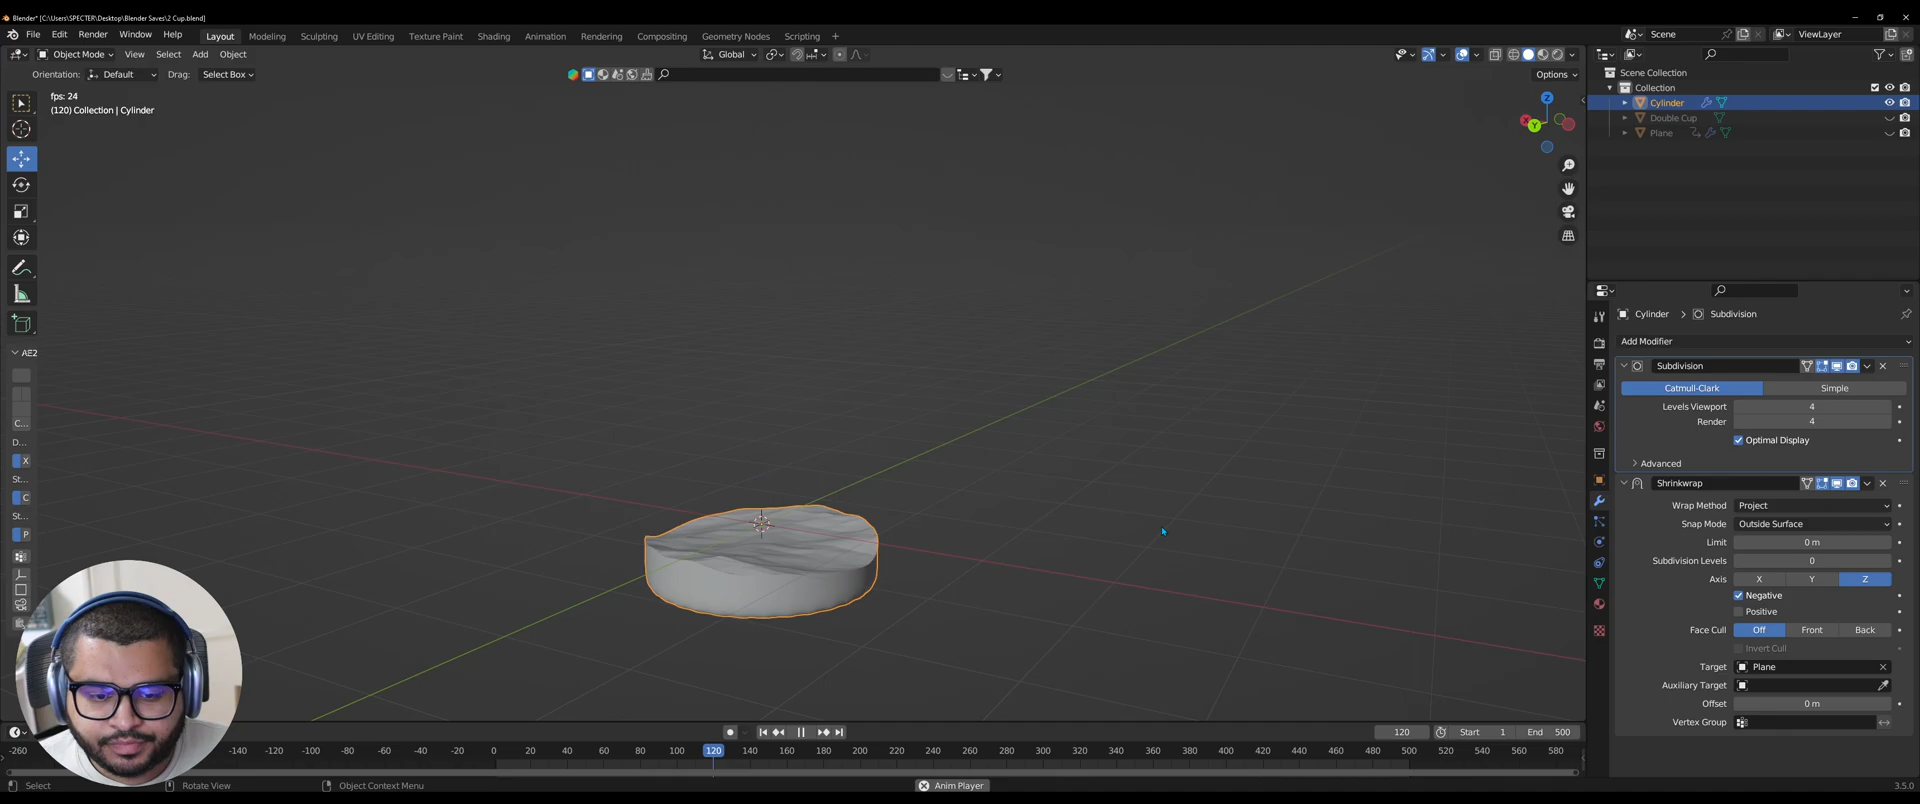 Blender* [C:\Users\SPECTER\Desktop\Blender Saves\2 Cup.blend]
File Edit Render Window Help Layout Modeling Sculpting UV Editing Texture Paint Shading Animation Rendering Compositing Geometry Nodes Scripting + Scene ViewLayer
Object Mode View Select Add Object Global
Orientation: Default Drag: Select Box Options
fps: 24
(120) Collection | Cylinder
Z
X
Y
AE2
C...
D...
X
St...
C
St...
P
Scene Collection
Collection
Cylinder
Double Cup
Plane
Cylinder > Subdivision
Add Modifier
Subdivision
Catmull-Clark Simple
Levels Viewport 4
Render 4
Optimal Display
Advanced
Shrinkwrap
Wrap Method Project
Snap Mode Outside Surface
Limit 0 m
Subdivision Levels 0
Axis X Y Z
Negative
Positive
Face Cull Off Front Back
Invert Cull
Target Plane
Auxiliary Target
Offset 0 m
Vertex Group
120 Start 1 End 500
-260 -140 -120 -100 -80 -60 -40 -20 0 20 40 60 80 100 120 140 160 180 200 220 240 260 280 300 320 340 360 380 400 420 440 460 480 500 520 540 560 580
Select Rotate View Object Context Menu Anim Player 3.5.0